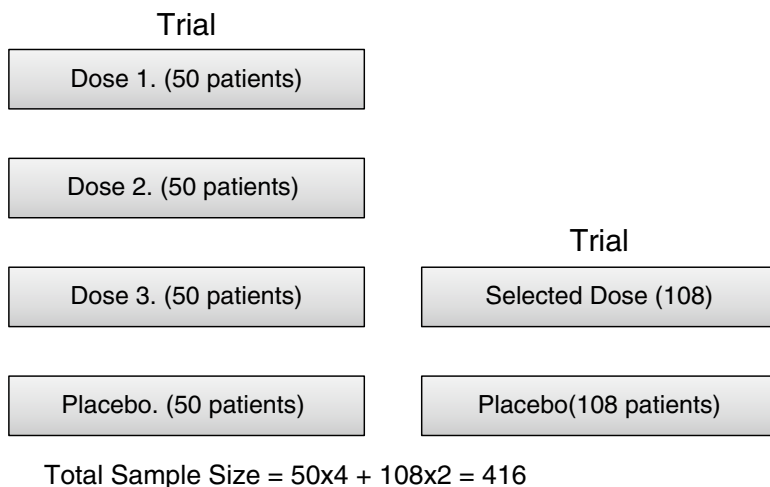 Trial
Dose 1. (50 patients)
Dose 2. (50 patients)
Dose 3. (50 patients)
Placebo. (50 patients)
Trial
Selected Dose (108)
Placebo(108 patients)
Total Sample Size = 50x4 + 108x2 = 416